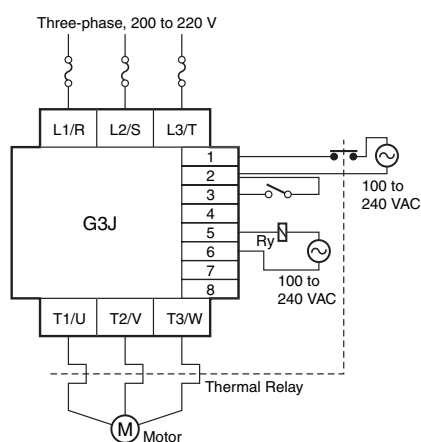 Three-phase, 200 to 220 V
L1/R L2/S L3/T
1
2
3
4
5
6
7
8
G3J
100 to
240 VAC
Ry
100 to
240 VAC
T1/U T2/V T3/W
Thermal Relay
M Motor